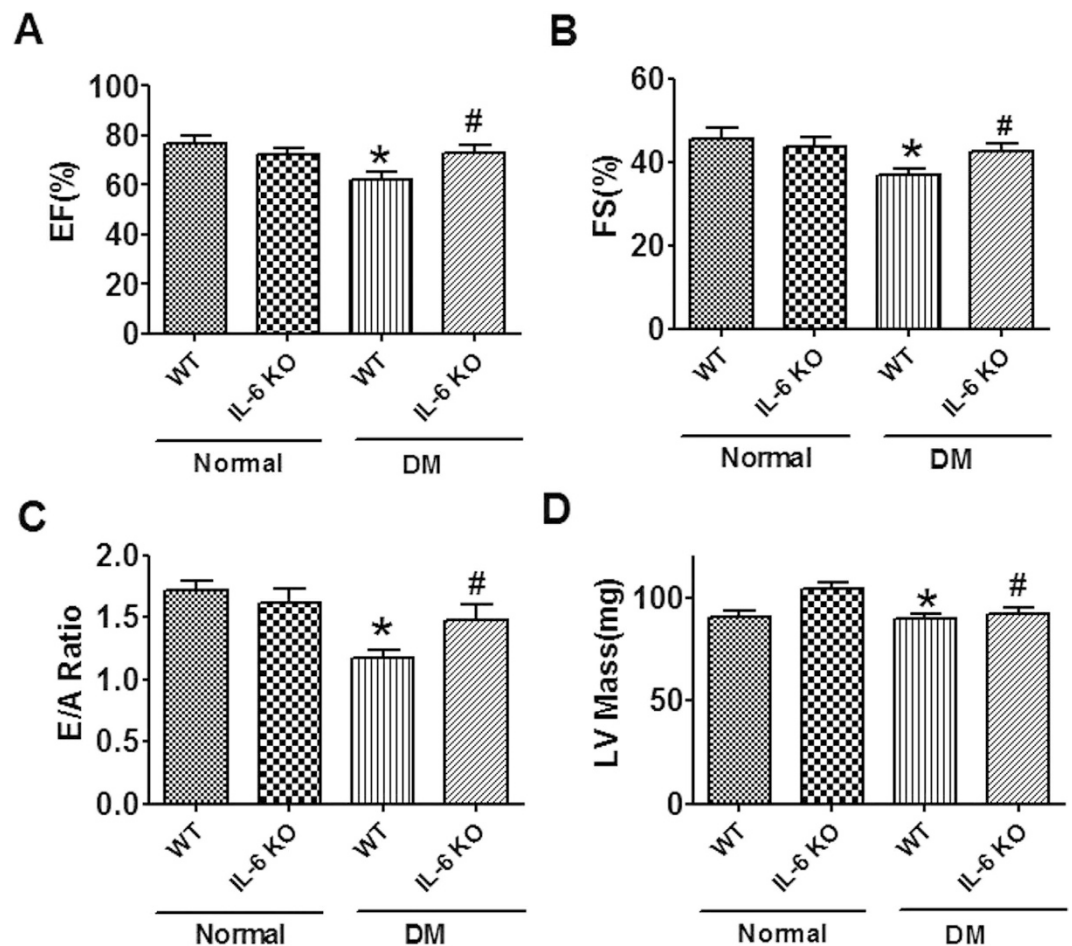 A
EF(%)
100
80
60
40
20
0
*
#
WT
IL-6 KO
WT
IL-6 KO
Normal
DM
B
FS(%)
60
40
20
0
*
#
WT
IL-6 KO
WT
IL-6 KO
Normal
DM
C
E/A Ratio
2.0
1.5
1.0
0.5
0.0
*
#
WT
IL-6 KO
WT
IL-6 KO
Normal
DM
D
LV Mass(mg)
100
50
0
*
#
WT
IL-6 KO
WT
IL-6 KO
Normal
DM